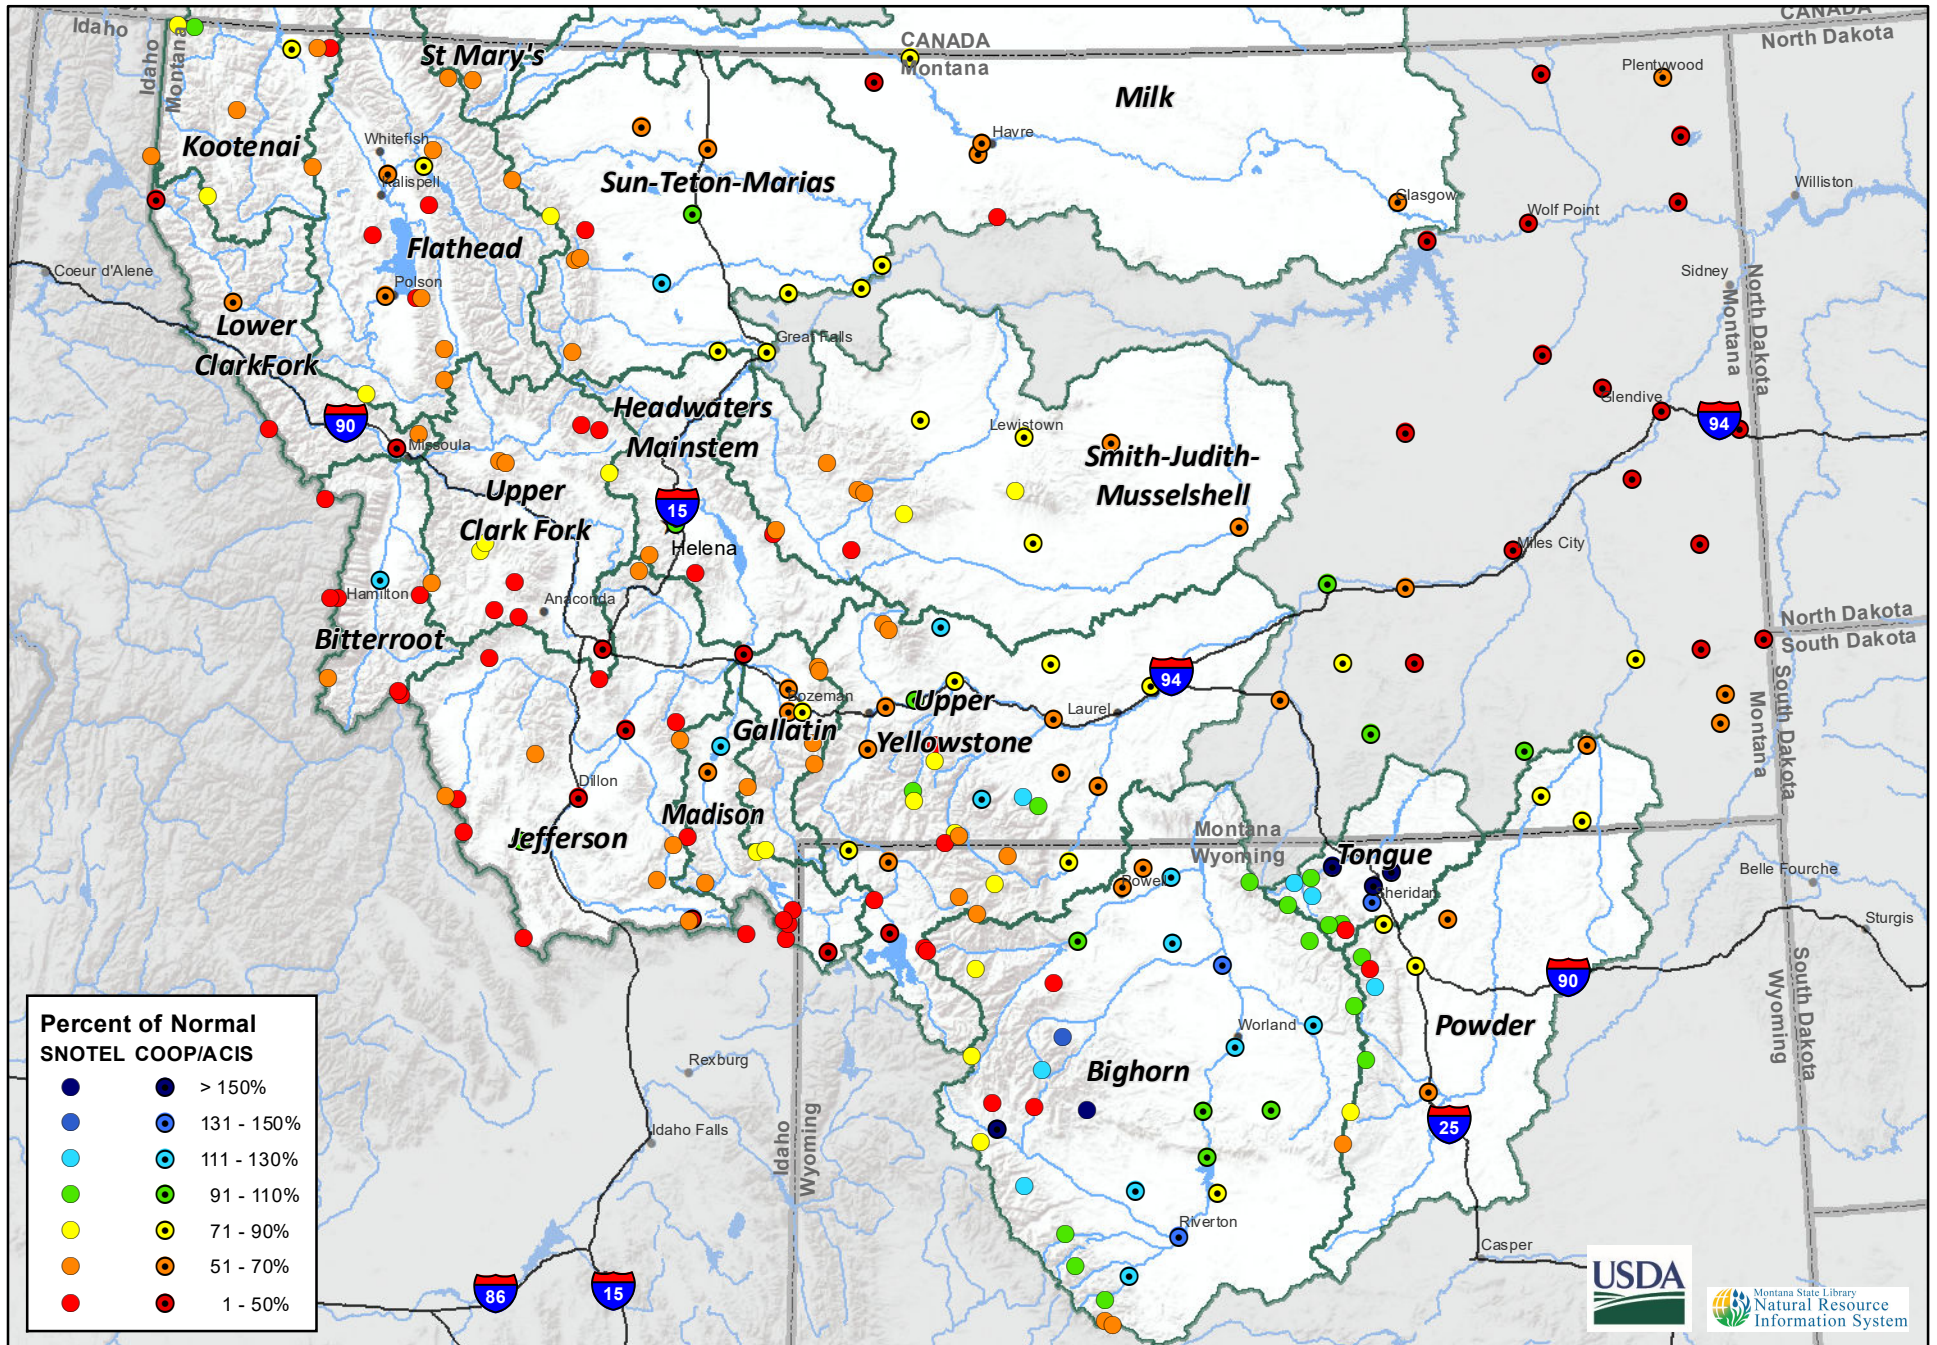 CANADA
Idaho
Idaho
Montana
St Mary's
CANADA
Montana
CANADA
North Dakota
Plentywood
Milk
Kootenai
Whitefish
Havre
Kalispell
Sun-Teton-Marias
Glasgow
Wolf Point
Williston
Flathead
Coeur d'Alene
Polson
Sidney
North Dakota
Montana
Lower
ClarkFork
Great Falls
Headwaters
Mainstem
Glendive
90
Missoula
Lewistown
94
Smith-Judith-
Musselshell
Upper
Clark Fork
15
Helena
Miles City
Hamilton
Anaconda
North Dakota
South Dakota
Bitterroot
94
Bozeman
Gallatin
Upper
Yellowstone
Laurel
South Dakota
Montana
Dillon
Madison
Jefferson
Montana
Wyoming
Tongue
Powell
Sheridan
Belle Fourche
Sturgis
90
South Dakota
Wyoming
Percent of Normal
SNOTEL COOP/ACIS
> 150%
131 - 150%
111 - 130%
91 - 110%
71 - 90%
51 - 70%
1 - 50%
Worland
Powder
Bighorn
Rexburg
Idaho Falls
Idaho
Wyoming
25
Riverton
Casper
86
15
USDA
Montana State Library
Natural Resource
Information System